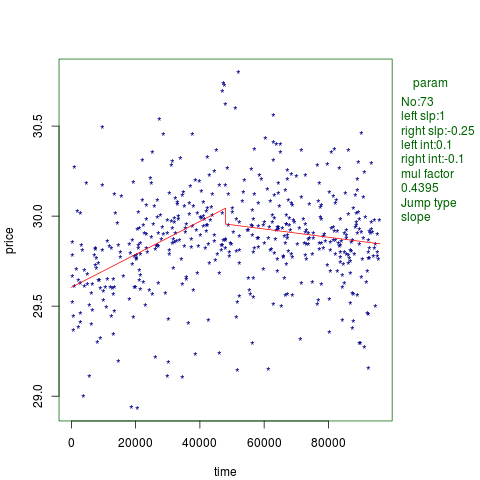 param
No:73
left slp:1
right slp:-0.25
left int:0.1
right int:-0.1
mul factor
0.4395
Jump type
slope
price
30.5
30.0
29.5
29.0
0 20000 40000 60000 80000
time